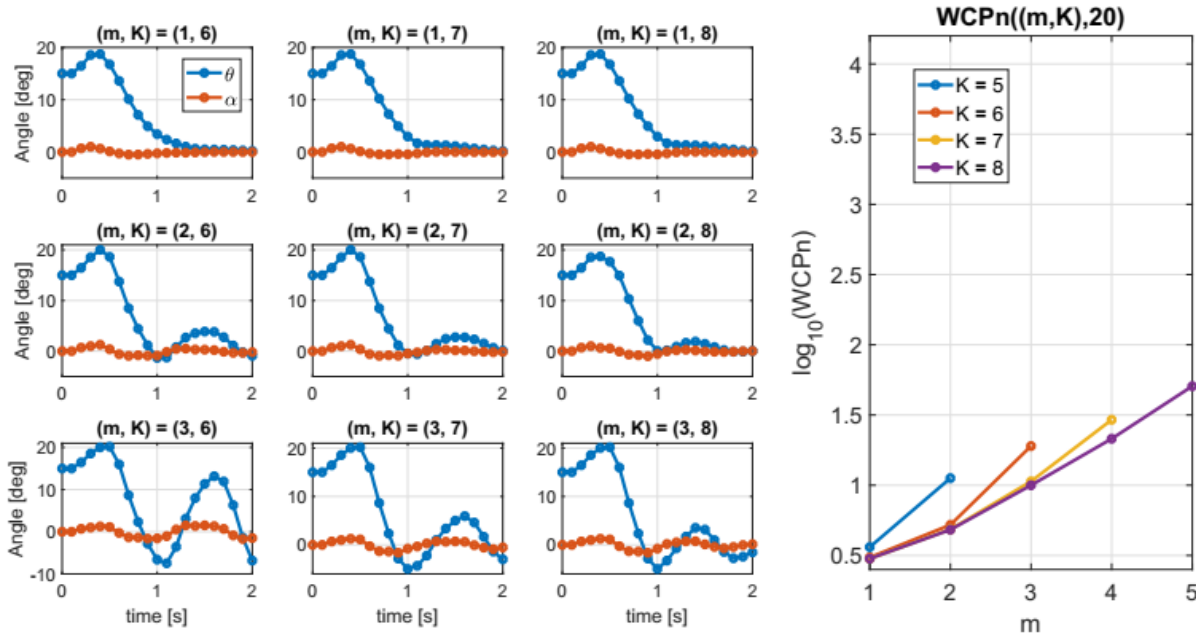 (m, K) = (1, 6)
20
10
0
0
1
2
Angle [deg]
θ
α
(m, K) = (1, 7)
20
10
0
0
1
2
(m, K) = (1, 8)
20
10
0
0
1
2
(m, K) = (2, 6)
20
10
0
0
1
2
Angle [deg]
(m, K) = (2, 7)
20
10
0
0
1
2
(m, K) = (2, 8)
20
10
0
0
1
2
(m, K) = (3, 6)
20
10
0
-10
0
1
2
Angle [deg]
time [s]
(m, K) = (3, 7)
20
10
0
0
1
2
time [s]
(m, K) = (3, 8)
20
10
0
0
1
2
time [s]
WCPn((m,K),20)
4
3.5
3
2.5
2
1.5
1
0.5
1
2
3
4
5
log10(WCPn)
m
K = 5
K = 6
K = 7
K = 8